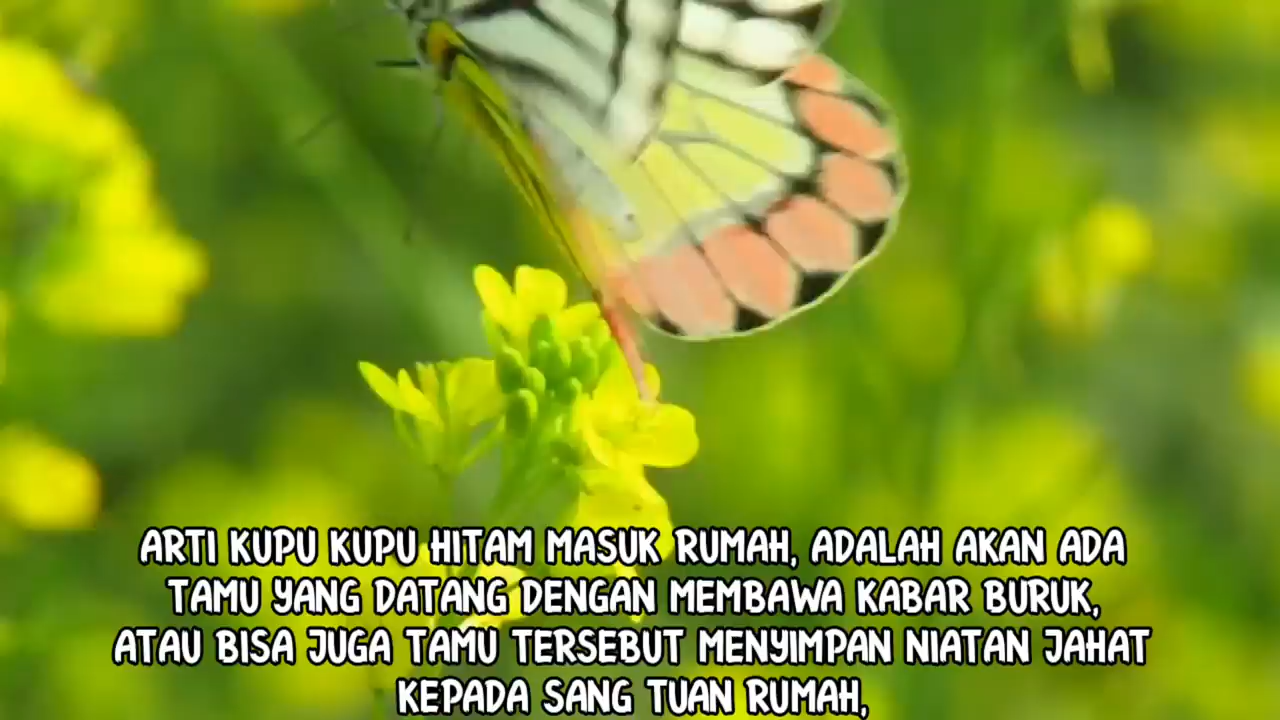 ARTI KUPU KUPU HITAM MASUK RUMAH, ADALAH AKAN ADA
TAMU YANG DATANG DENGAN MEMBAWA KABAR BURUK,
ATAU BISA JUGA TAMU TERSEBUT MENYIMPAN NIATAN JAHAT
KEPADA SANG TUAN RUMAH,